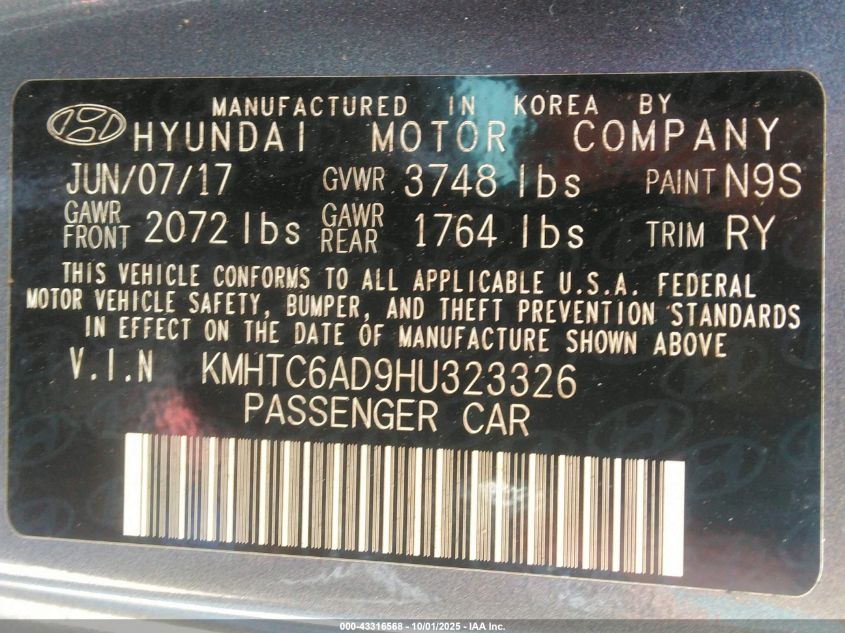 MANUFACTURED IN KOREA BY
HYUNDAI MOTOR COMPANY
JUN/07/17 GVWR 3748 lbs PAINT N9S
GAWR FRONT 2072 lbs GAWR REAR 1764 lbs TRIM RY
THIS VEHICLE CONFORMS TO ALL APPLICABLE U.S.A. FEDERAL
MOTOR VEHICLE SAFETY, BUMPER, AND THEFT PREVENTION STANDARDS
IN EFFECT ON THE DATE OF MANUFACTURE SHOWN ABOVE
V.I.N KMHTC6AD9HU323326
PASSENGER CAR
000-43316568 - 10/01/2025 - IAA Inc.